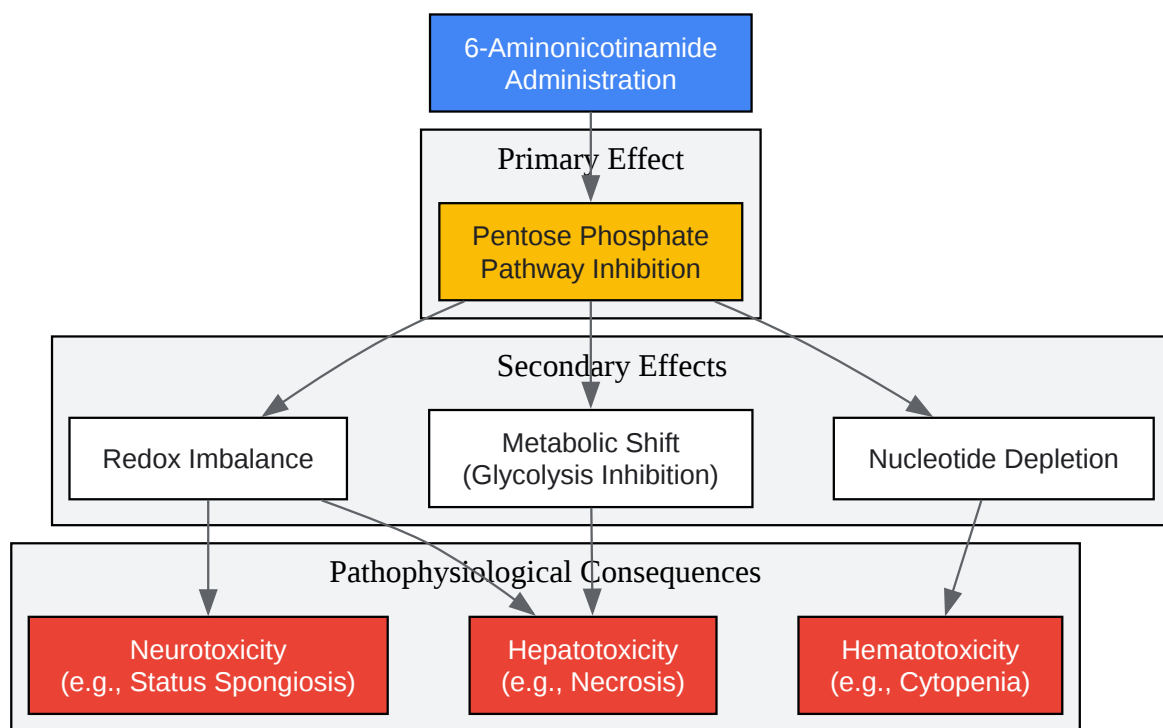 6-Aminonicotinamide
Administration
Primary Effect
Pentose Phosphate
Pathway Inhibition
Secondary Effects
Redox Imbalance
Metabolic Shift
(Glycolysis Inhibition)
Nucleotide Depletion
Pathophysiological Consequences
Neurotoxicity
(e.g., Status Spongiosis)
Hepatotoxicity
(e.g., Necrosis)
Hematotoxicity
(e.g., Cytopenia)